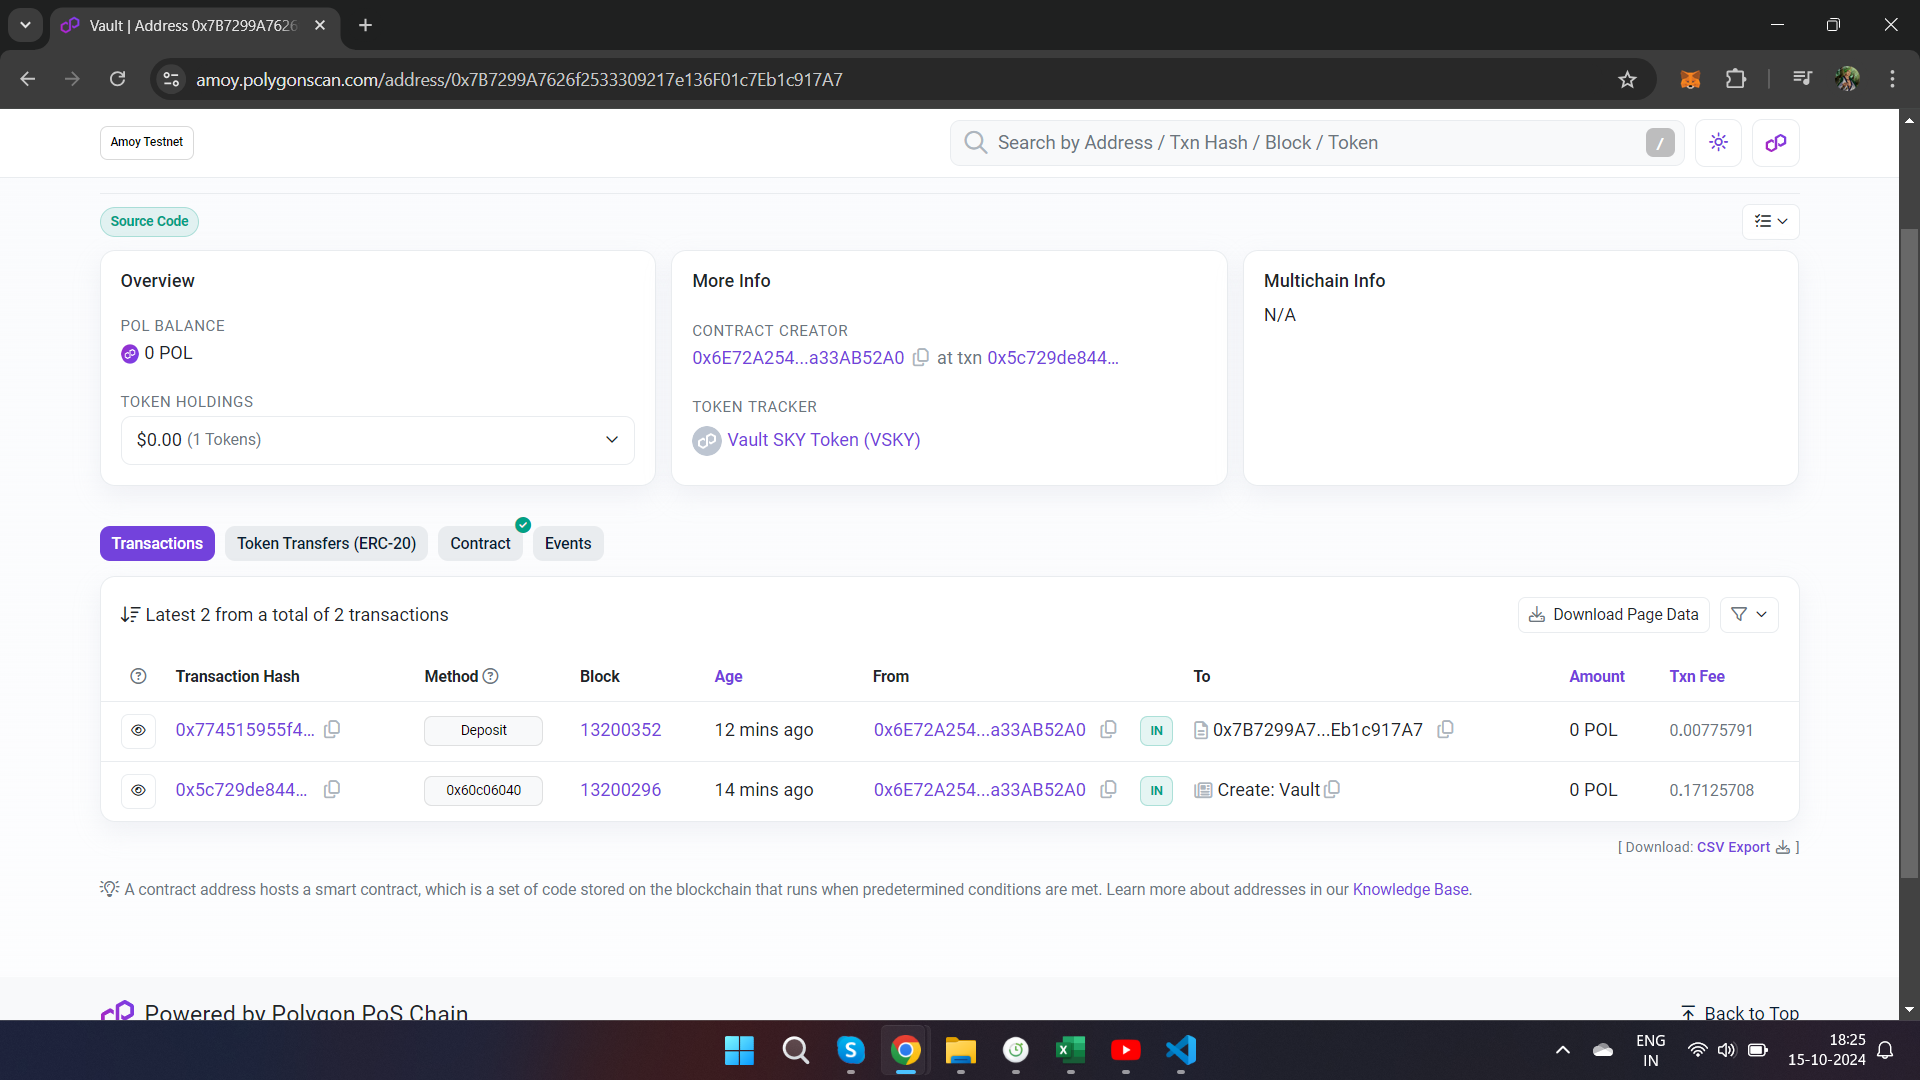 Vault | Address 0x7B7299A7626
amoy.polygonscan.com/address/0x7B7299A7626f2533309217e136F01c7Eb1c917A7
Amoy Testnet
Search by Address / Txn Hash / Block / Token
/
Source Code
Overview
POL BALANCE
0 POL
TOKEN HOLDINGS
$0.00 (1 Tokens)
More Info
CONTRACT CREATOR
0x6E72A254...a33AB52A0 at txn 0x5c729de844...
TOKEN TRACKER
Vault SKY Token (VSKY)
Multichain Info
N/A
Transactions Token Transfers (ERC-20) Contract Events
Latest 2 from a total of 2 transactions
Download Page Data
Transaction Hash Method Block Age From To Amount Txn Fee
0x774515955f4... Deposit 13200352 12 mins ago 0x6E72A254...a33AB52A0 IN 0x7B7299A7...Eb1c917A7 0 POL 0.00775791
0x5c729de844... 0x60c06040 13200296 14 mins ago 0x6E72A254...a33AB52A0 IN Create: Vault 0 POL 0.17125708
[ Download: CSV Export ]
A contract address hosts a smart contract, which is a set of code stored on the blockchain that runs when predetermined conditions are met. Learn more about addresses in our Knowledge Base.
Powered by Polygon PoS Chain
Back to Top
ENG
IN
18:25
15-10-2024